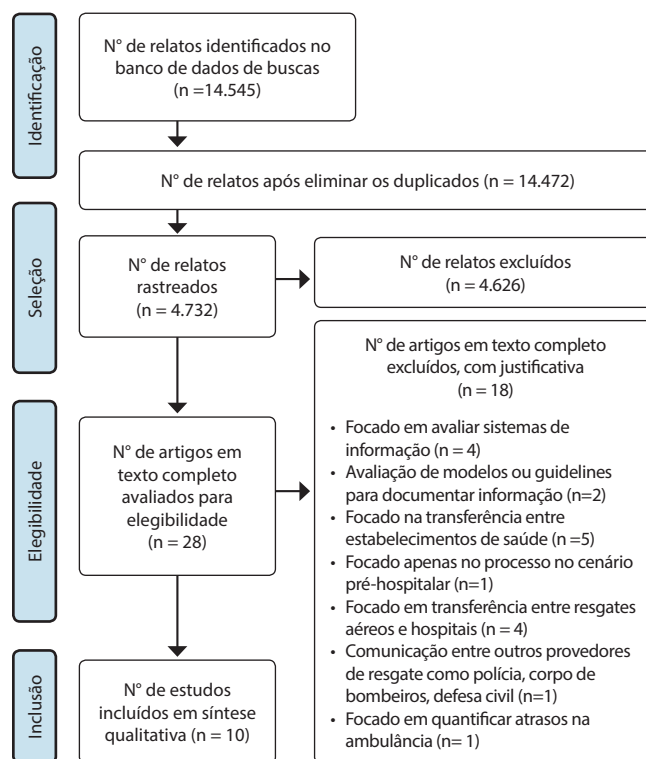 Identificação
N° de relatos identificados no
banco de dados de buscas
(n =14.545)
N° de relatos após eliminar os duplicados (n = 14.472)
Seleção
N° de relatos
rastreados
(n = 4.732)
N° de relatos excluídos
(n = 4.626)
Elegibilidade
N° de artigos em
texto completo
avaliados para
elegibilidade
(n = 28)
N° de artigos em texto completo
excluídos, com justificativa
(n = 18)
• Focado em avaliar sistemas de
informação (n = 4)
• Avaliação de modelos ou guidelines
para documentar informação (n=2)
• Focado na transferência entre
estabelecimentos de saúde (n =5)
• Focado apenas no processo no cenário
pré-hospitalar (n=1)
• Focado em transferência entre resgates
aéreos e hospitais (n = 4)
• Comunicação entre outros provedores
de resgate como polícia, corpo de
bombeiros, defesa civil (n=1)
• Focado em quantificar atrasos na
ambulância (n= 1)
Inclusão
N° de estudos
incluídos em síntese
qualitativa (n = 10)